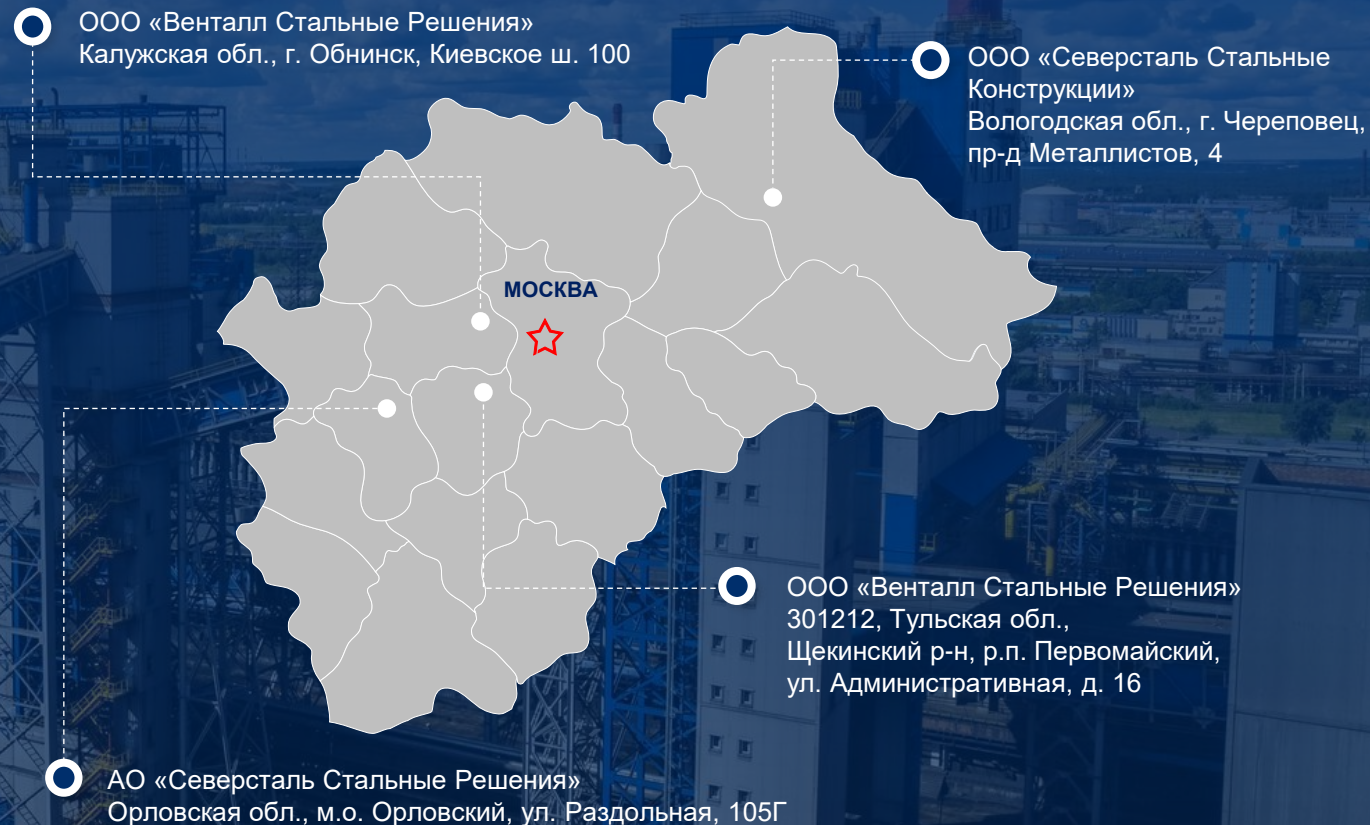 ООО «Венталл Стальные Решения»
Калужская обл., г. Обнинск, Киевское ш. 100
ООО «Северсталь Стальные
Конструкции»
Вологодская обл., г. Череповец,
пр-д Металлистов, 4
МОСКВА
ООО «Венталл Стальные Решения»
301212, Тульская обл.,
Щекинский р-н, р.п. Первомайский,
ул. Административная, д. 16
АО «Северсталь Стальные Решения»
Орловская обл., м.о. Орловский, ул. Раздольная, 105Г